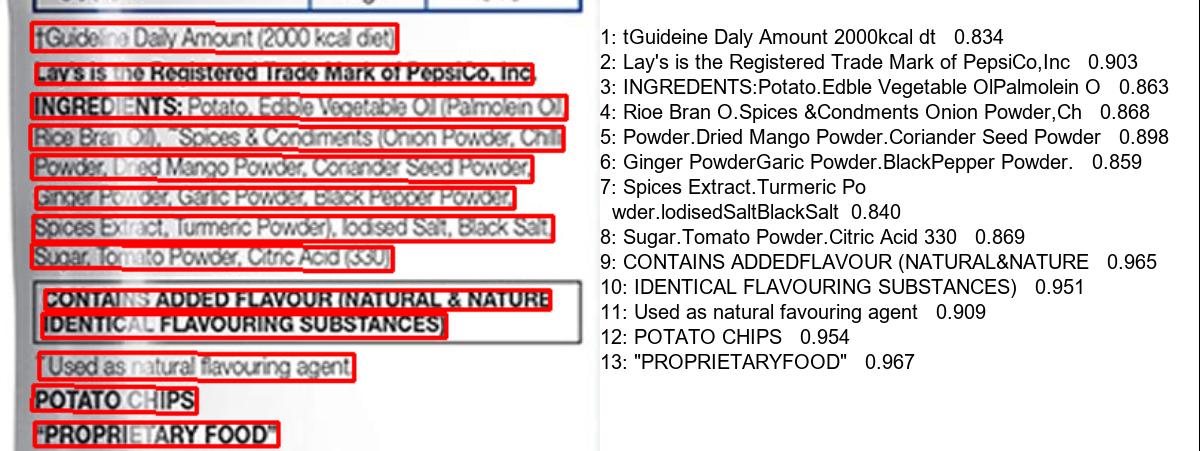 †Guideline Daily Amount (2000 kcal diet)
Lay's is the Registered Trade Mark of PepsiCo, Inc.
INGREDIENTS: Potato, Edible Vegetable Oil (Palmolein Oil,
Rice Bran Oil), ~Spices & Condiments (Onion Powder, Chilli
Powder, Dried Mango Powder, Coriander Seed Powder,
Ginger Powder, Garlic Powder, Black Pepper Powder,
Spices Extract, Turmeric Powder), Iodised Salt, Black Salt,
Sugar, Tomato Powder, Citric Acid (330)
CONTAINS ADDED FLAVOUR (NATURAL & NATURE
IDENTICAL FLAVOURING SUBSTANCES)
~Used as natural flavouring agent.
POTATO CHIPS
"PROPRIETARY FOOD"
1: tGuideine Daly Amount 2000kcal dt 0.834
2: Lay's is the Registered Trade Mark of PepsiCo,Inc 0.903
3: INGREDIENTS:Potato.Edble Vegetable OlPalmolein O 0.863
4: Rioe Bran O.Spices &Condments Onion Powder,Ch 0.868
5: Powder.Dried Mango Powder.Coriander Seed Powder 0.898
6: Ginger PowderGaric Powder.BlackPepper Powder. 0.859
7: Spices Extract.Turmeric Po
wder.lodisedSaltBlackSalt 0.840
8: Sugar.Tomato Powder.Citric Acid 330 0.869
9: CONTAINS ADDEDFLAVOUR (NATURAL&NATURE 0.965
10: IDENTICAL FLAVOURING SUBSTANCES) 0.951
11: Used as natural favouring agent 0.909
12: POTATO CHIPS 0.954
13: "PROPRIETARYFOOD" 0.967